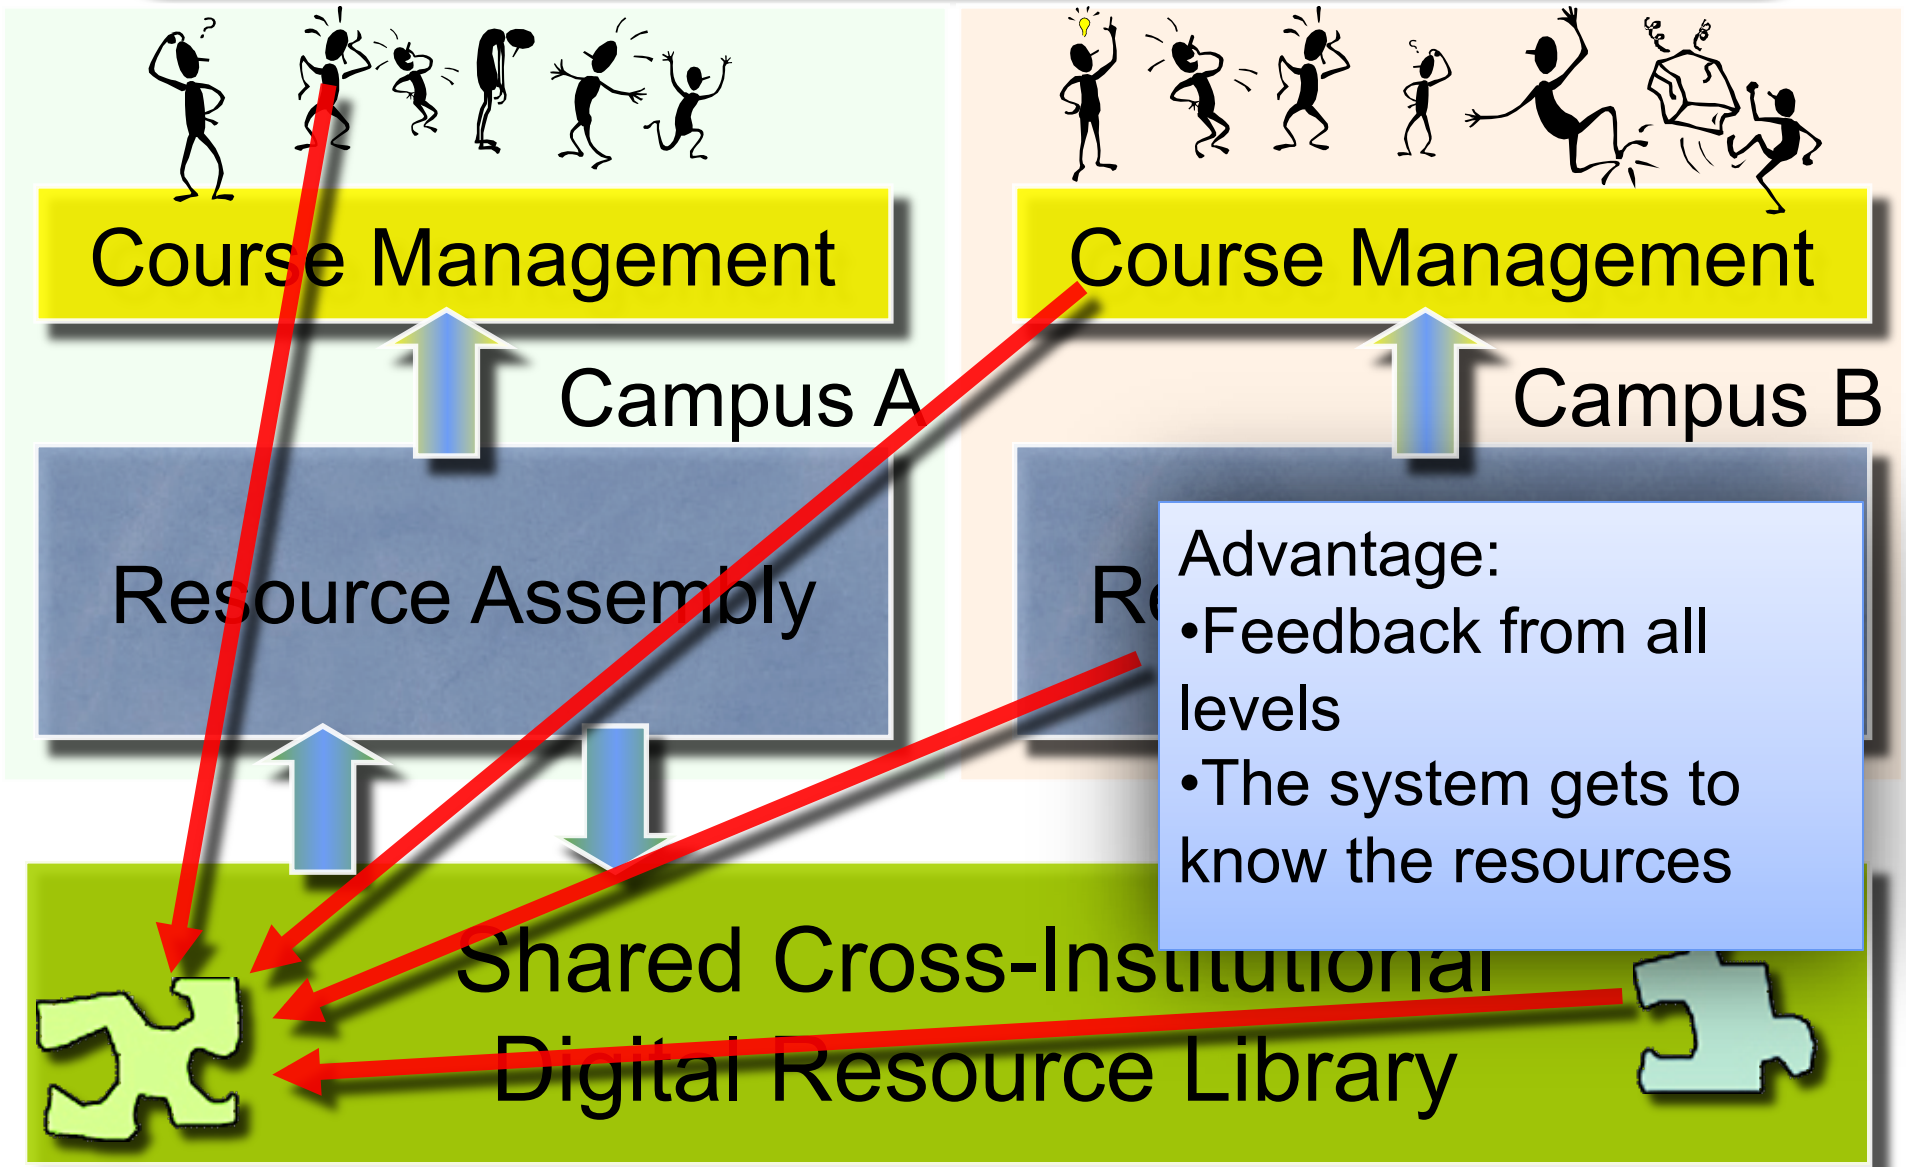 Course Management
Course Management
Campus A
Campus B
Resource Assembly
Advantage:
•Feedback from all
levels
•The system gets to
know the resources
Shared Cross-Institutional
Digital Resource Library